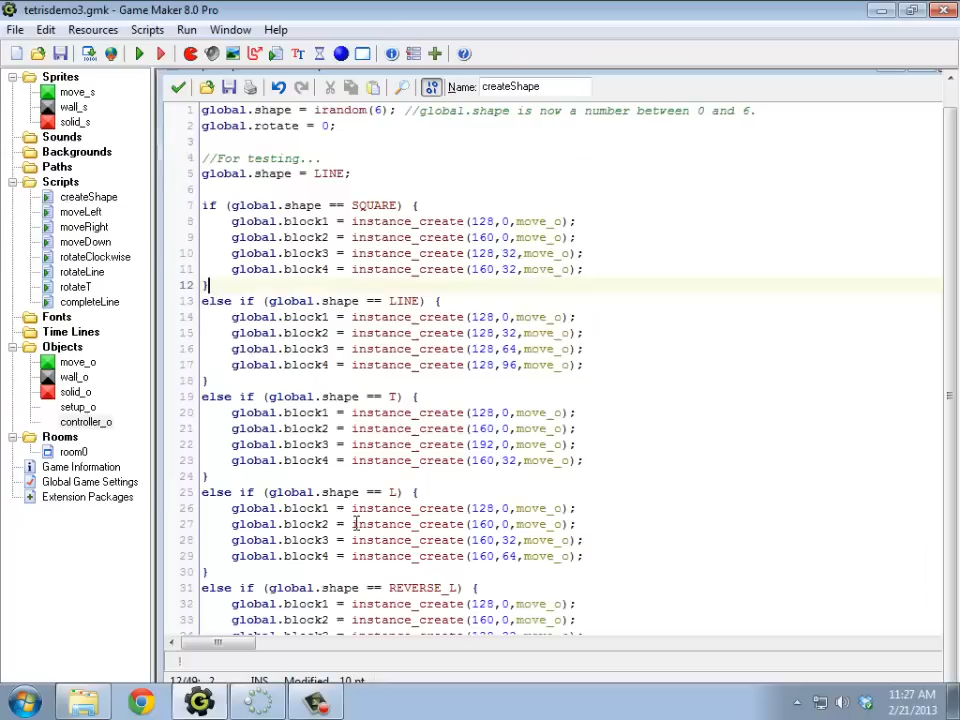 tetrisdemo3.gmk - Game Maker 8.0 Pro
File Edit Resources Scripts Run Window Help
Sprites
move_s
wall_s
solid_s
Sounds
Backgrounds
Paths
Scripts
createShape
moveLeft
moveRight
moveDown
rotateClockwise
rotateLine
rotateT
completeLine
Fonts
Time Lines
Objects
move_o
wall_o
solid_o
setup_o
controller_o
Rooms
room0
Game Information
Global Game Settings
Extension Packages
Name: createShape
1 global.shape = irandom(6); //global.shape is now a number between 0 and 6.
2 global.rotate = 0;
3
4 //For testing...
5 global.shape = LINE;
6
7 if (global.shape == SQUARE) {
8 global.block1 = instance_create(128,0,move_o);
9 global.block2 = instance_create(160,0,move_o);
10 global.block3 = instance_create(128,32,move_o);
11 global.block4 = instance_create(160,32,move_o);
12 }
13 else if (global.shape == LINE) {
14 global.block1 = instance_create(128,0,move_o);
15 global.block2 = instance_create(128,32,move_o);
16 global.block3 = instance_create(128,64,move_o);
17 global.block4 = instance_create(128,96,move_o);
18 }
19 else if (global.shape == T) {
20 global.block1 = instance_create(128,0,move_o);
21 global.block2 = instance_create(160,0,move_o);
22 global.block3 = instance_create(192,0,move_o);
23 global.block4 = instance_create(160,32,move_o);
24 }
25 else if (global.shape == L) {
26 global.block1 = instance_create(128,0,move_o);
27 global.block2 = instance_create(160,0,move_o);
28 global.block3 = instance_create(160,32,move_o);
29 global.block4 = instance_create(160,64,move_o);
30 }
31 else if (global.shape == REVERSE_L) {
32 global.block1 = instance_create(128,0,move_o);
33 global.block2 = instance_create(160,0,move_o);
12/49: 2 INS Modified 10 pt
11:27 AM
2/21/2013